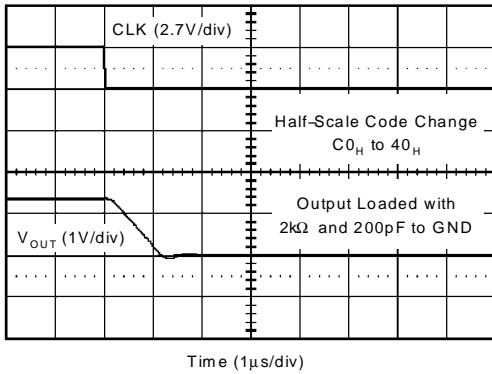 CLK (2.7V/div)
Half–Scale Code Change
C0H to 40H
Output Loaded with
2kΩ and 200pF to GND
VOUT (1V/div)
Time (1μs/div)